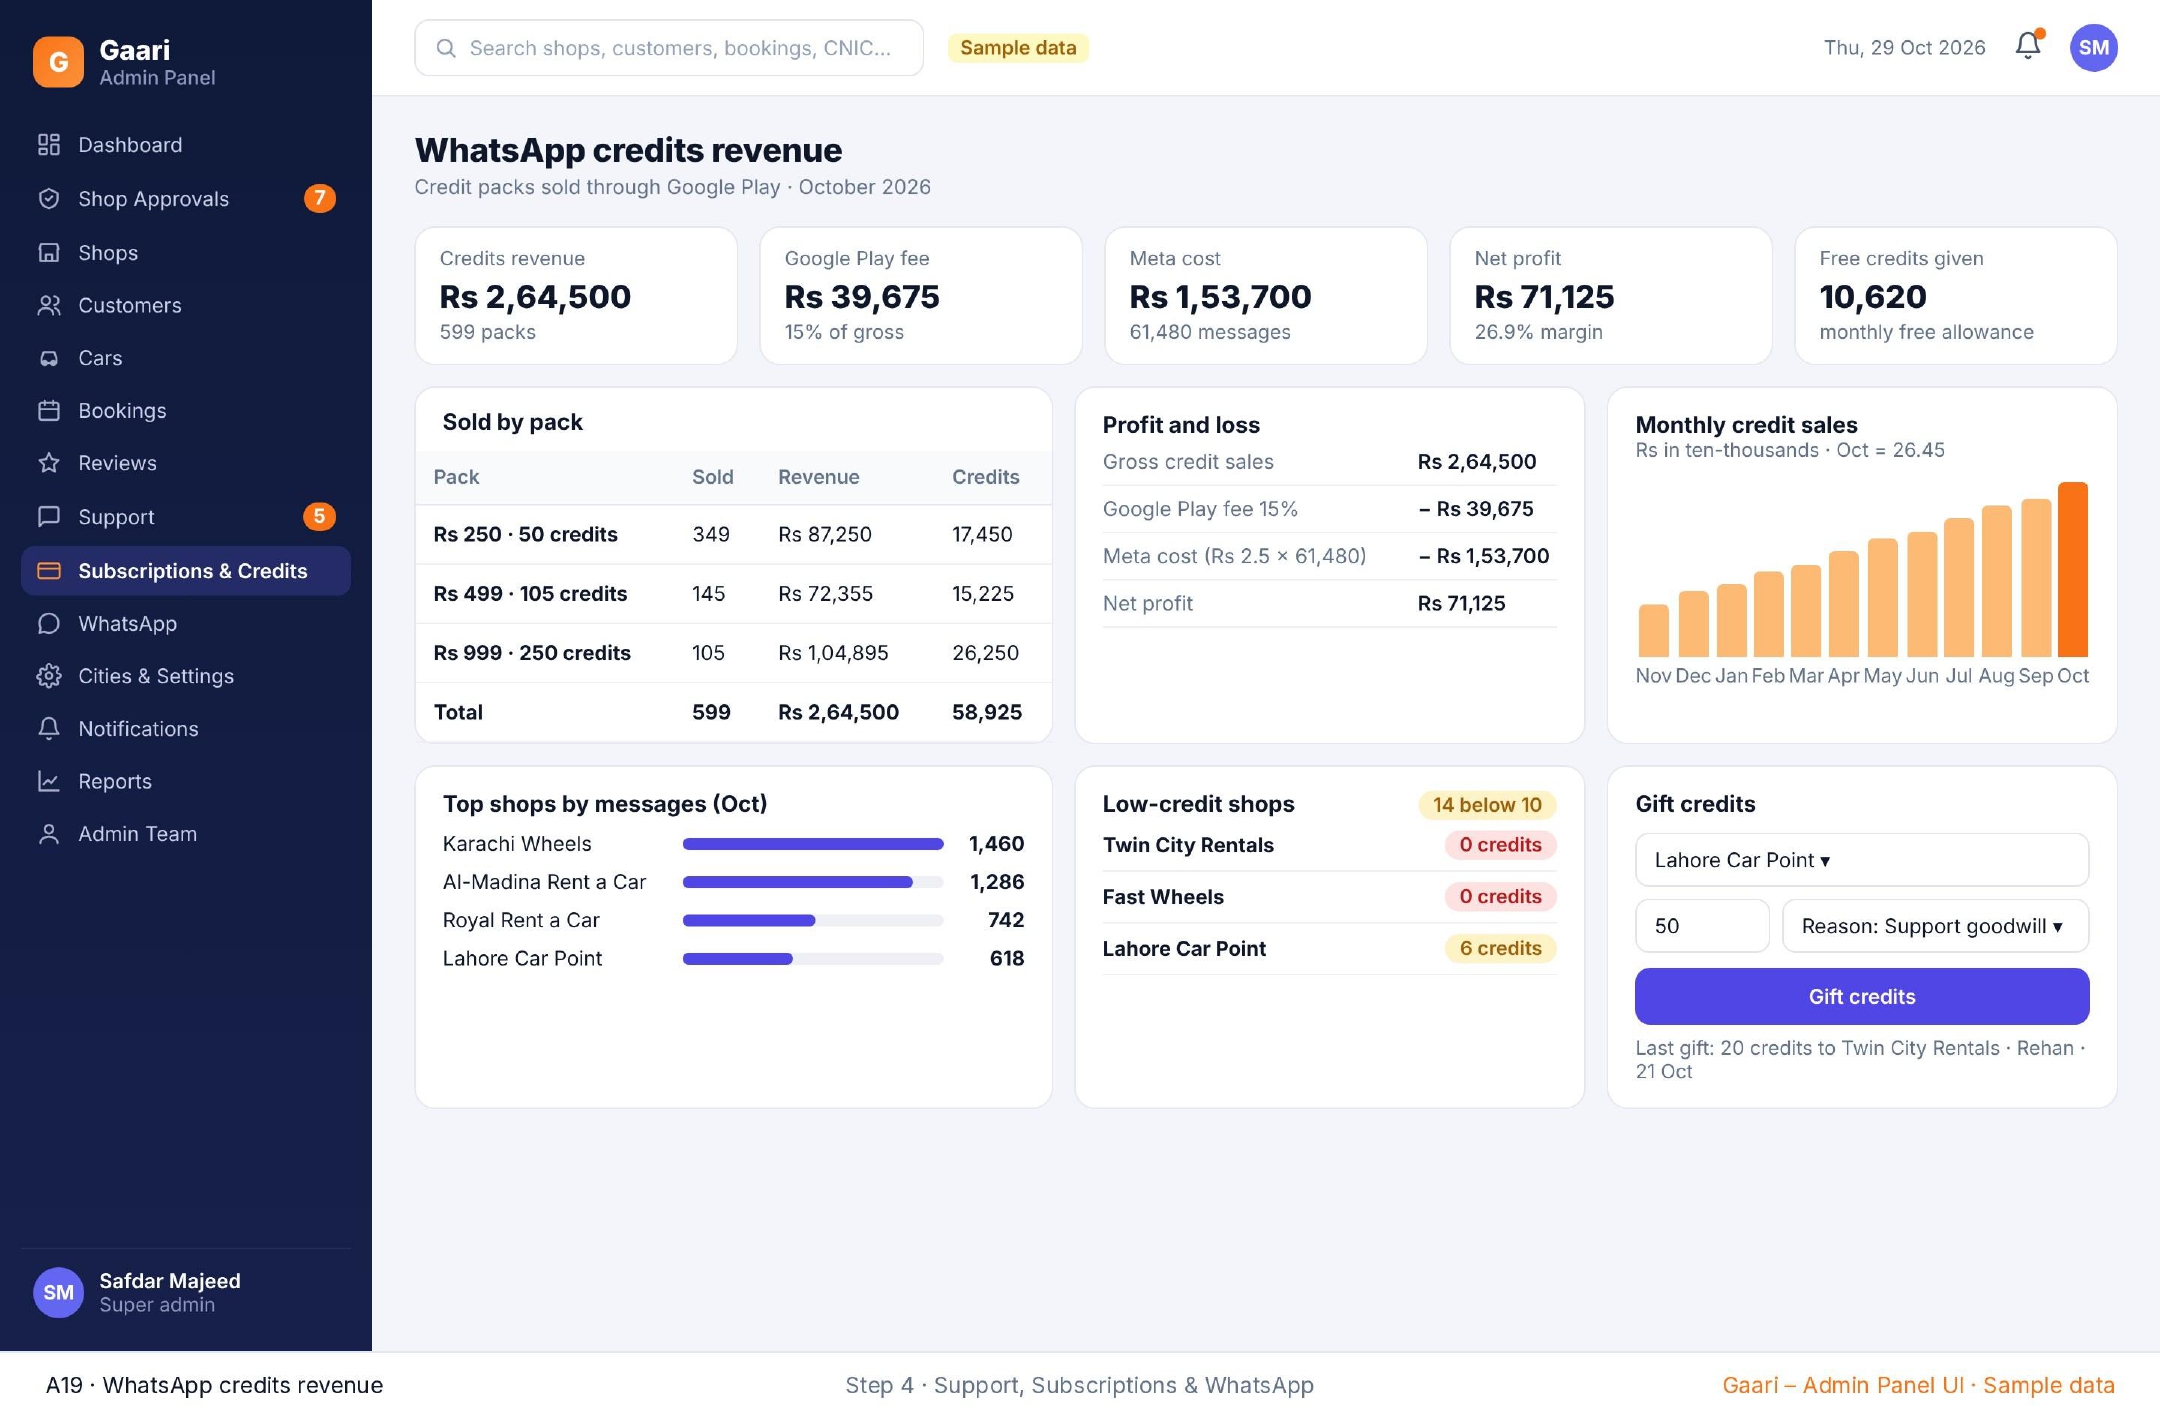 G
Gaari
Admin Panel
Dashboard
Shop Approvals 7
Shops
Customers
Cars
Bookings
Reviews
Support 5
Subscriptions & Credits
WhatsApp
Cities & Settings
Notifications
Reports
Admin Team
SM
Safdar Majeed
Super admin
Search shops, customers, bookings, CNIC...
Sample data
Thu, 29 Oct 2026
SM
WhatsApp credits revenue
Credit packs sold through Google Play · October 2026
Credits revenue
Rs 2,64,500
599 packs
Google Play fee
Rs 39,675
15% of gross
Meta cost
Rs 1,53,700
61,480 messages
Net profit
Rs 71,125
26.9% margin
Free credits given
10,620
monthly free allowance
Sold by pack
Pack Sold Revenue Credits
Rs 250 · 50 credits 349 Rs 87,250 17,450
Rs 499 · 105 credits 145 Rs 72,355 15,225
Rs 999 · 250 credits 105 Rs 1,04,895 26,250
Total 599 Rs 2,64,500 58,925
Profit and loss
Gross credit sales Rs 2,64,500
Google Play fee 15% – Rs 39,675
Meta cost (Rs 2.5 × 61,480) – Rs 1,53,700
Net profit Rs 71,125
Monthly credit sales
Rs in ten-thousands · Oct = 26.45
Nov Dec Jan Feb Mar Apr May Jun Jul Aug Sep Oct
Top shops by messages (Oct)
Karachi Wheels 1,460
Al-Madina Rent a Car 1,286
Royal Rent a Car 742
Lahore Car Point 618
Low-credit shops 14 below 10
Twin City Rentals 0 credits
Fast Wheels 0 credits
Lahore Car Point 6 credits
Gift credits
Lahore Car Point ▾
50 Reason: Support goodwill ▾
Gift credits
Last gift: 20 credits to Twin City Rentals · Rehan ·
21 Oct
A19 · WhatsApp credits revenue
Step 4 · Support, Subscriptions & WhatsApp
Gaari – Admin Panel UI · Sample data